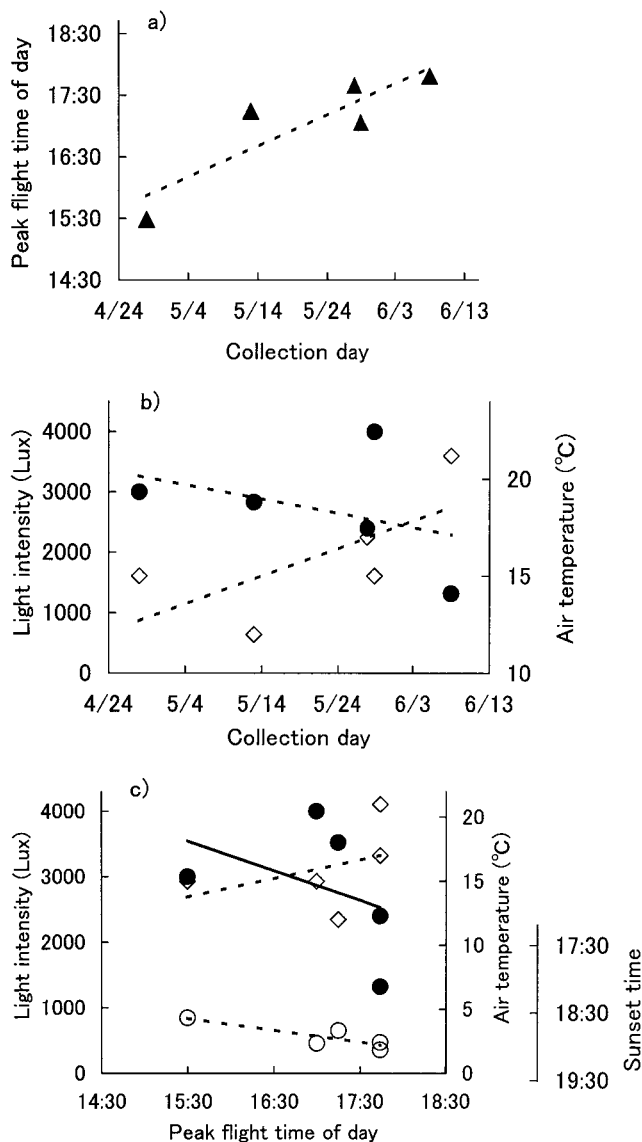 a)
Peak flight time of day
18:30
17:30
16:30
15:30
14:30
4/24 5/4 5/14 5/24 6/3 6/13
Collection day
b)
Light intensity (Lux)
4000
3000
2000
1000
0
Air temperature (℃)
20
15
10
4/24 5/4 5/14 5/24 6/3 6/13
Collection day
c)
Light intensity (Lux)
4000
3000
2000
1000
0
Air temperature (℃)
20
15
10
5
0
Sunset time
17:30
18:30
19:30
14:30 15:30 16:30 17:30 18:30
Peak flight time of day